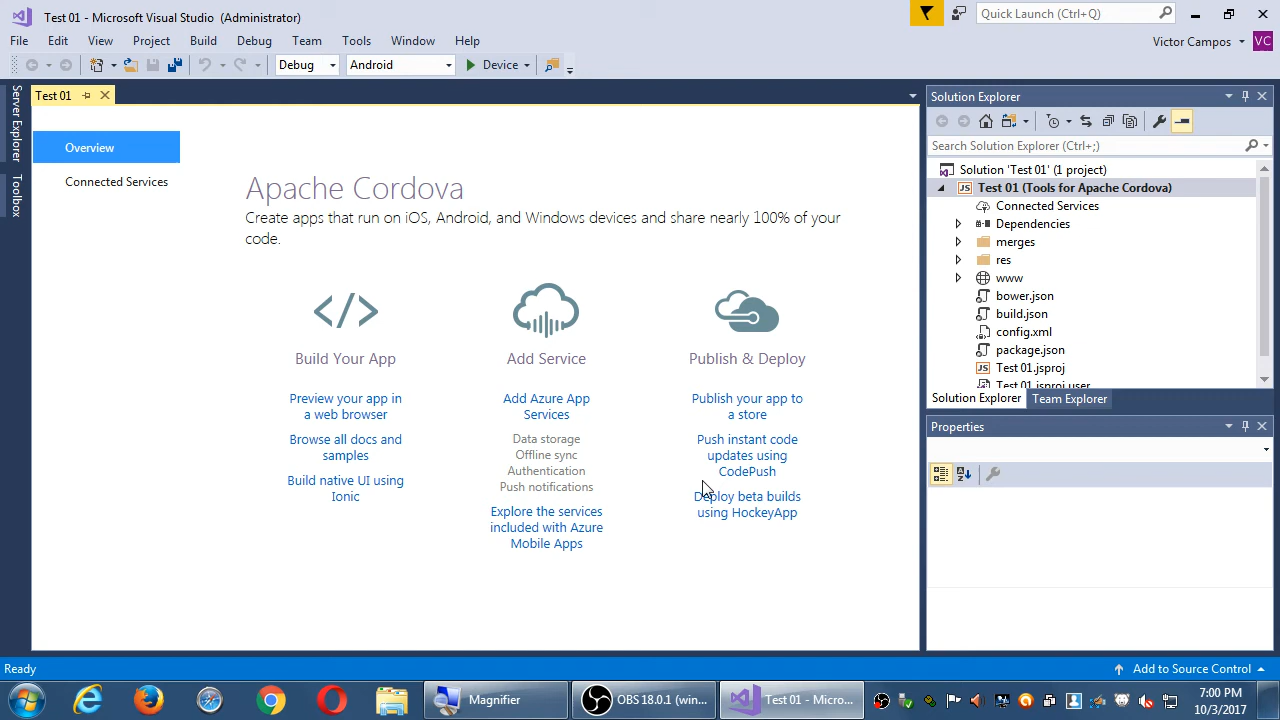 Test 01 - Microsoft Visual Studio (Administrator)
Quick Launch (Ctrl+Q)
File Edit View Project Build Debug Team Tools Window Help
Victor Campos VC
Debug Android Device
Server Explorer
Toolbox
Test 01
Overview
Connected Services
Apache Cordova
Create apps that run on iOS, Android, and Windows devices and share nearly 100% of your
code.
Build Your App
Preview your app in
a web browser
Browse all docs and
samples
Build native UI using
Ionic
Add Service
Add Azure App
Services
Data storage
Offline sync
Authentication
Push notifications
Explore the services
included with Azure
Mobile Apps
Publish & Deploy
Publish your app to
a store
Push instant code
updates using
CodePush
Deploy beta builds
using HockeyApp
Solution Explorer
Search Solution Explorer (Ctrl+;)
Solution 'Test 01' (1 project)
JS Test 01 (Tools for Apache Cordova)
Connected Services
Dependencies
merges
res
www
bower.json
build.json
config.xml
package.json
JS Test 01.jsproj
Test 01.jsproj.user
Solution Explorer Team Explorer
Properties
Ready
Add to Source Control
Magnifier
OBS 18.0.1 (win...
Test 01 - Micro...
7:00 PM
10/3/2017